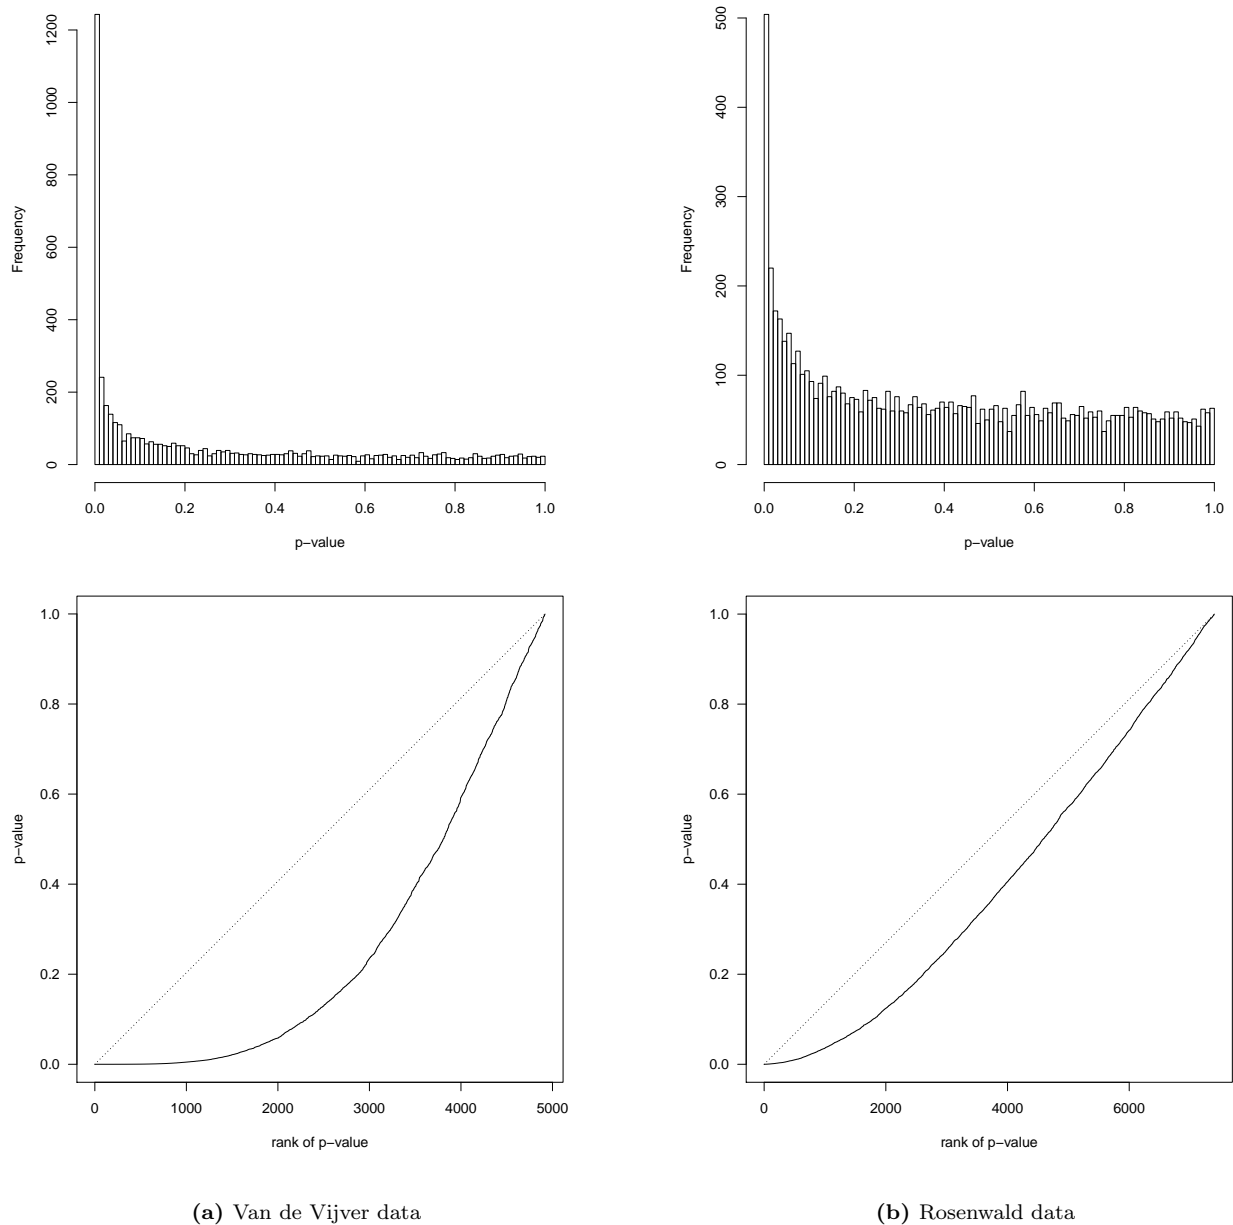 1200
1000
800
600
400
200
0
Frequency
0.0 0.2 0.4 0.6 0.8 1.0
p−value
500
400
300
200
100
0
Frequency
0.0 0.2 0.4 0.6 0.8 1.0
p−value
1.0
0.8
0.6
0.4
0.2
0.0
p−value
0 1000 2000 3000 4000 5000
rank of p−value
1.0
0.8
0.6
0.4
0.2
0.0
p−value
0 2000 4000 6000
rank of p−value
(a) Van de Vijver data
(b) Rosenwald data